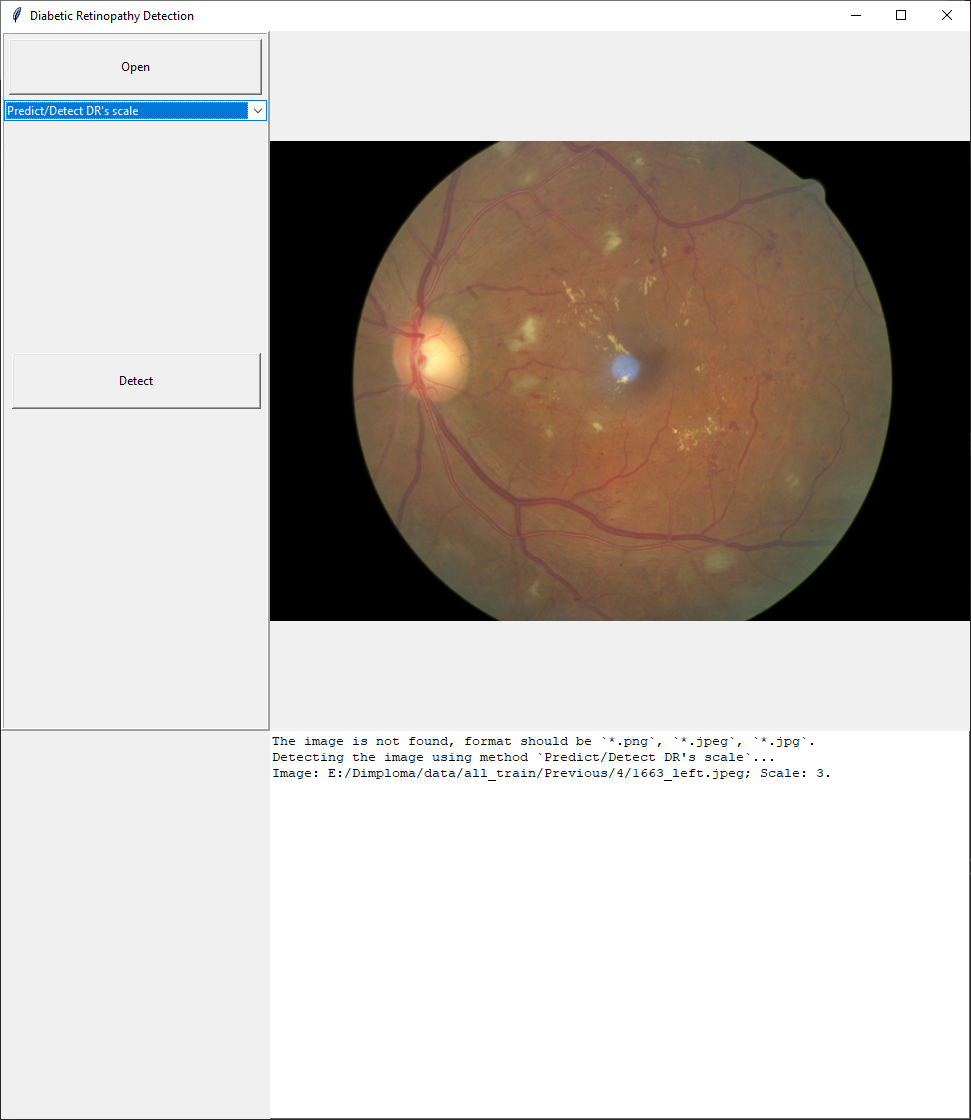 Diabetic Retinopathy Detection
Open
Predict/Detect DR's scale
Detect
The image is not found, format should be `*.png`, `*.jpeg`, `*.jpg`.
Detecting the image using method `Predict/Detect DR's scale`...
Image: E:/Dimploma/data/all_train/Previous/4/1663_left.jpeg; Scale: 3.